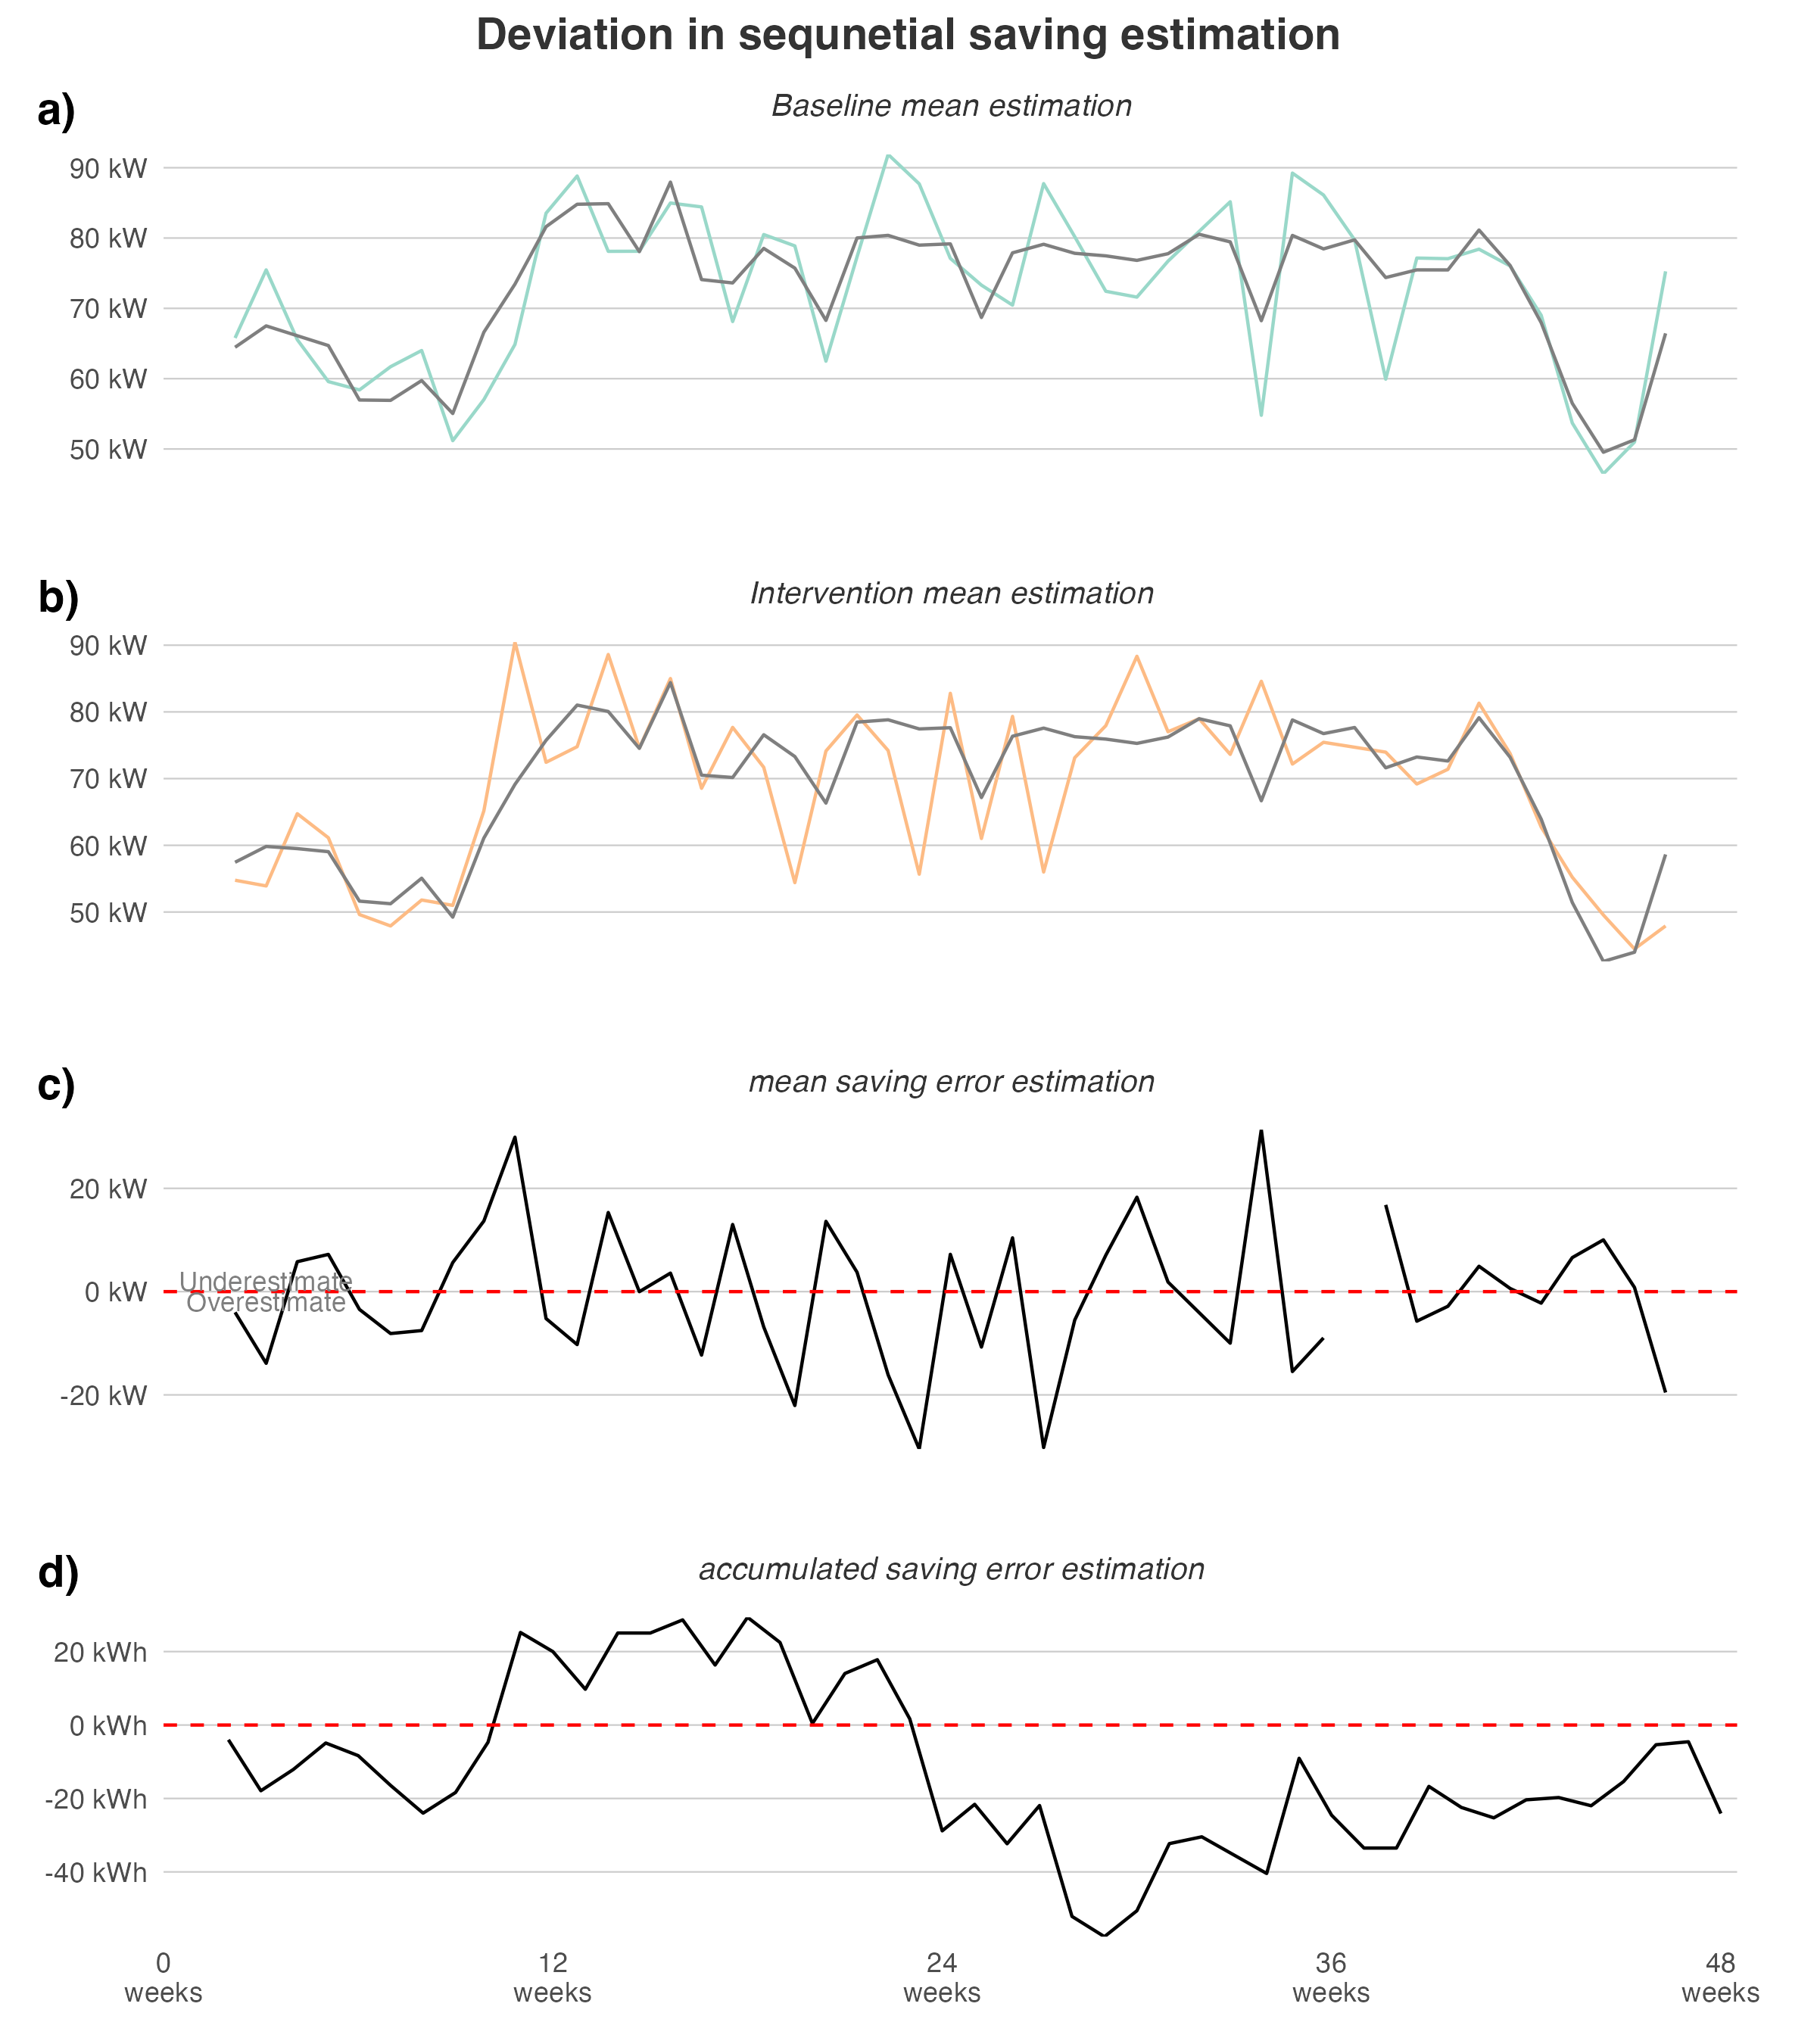 Deviation in sequnetial saving estimation
a)
Baseline mean estimation
90 kW
80 kW
70 kW
60 kW
50 kW
b)
Intervention mean estimation
90 kW
80 kW
70 kW
60 kW
50 kW
c)
mean saving error estimation
20 kW
Underestimate
0 kW
Overestimate
-20 kW
d)
accumulated saving error estimation
20 kWh
0 kWh
-20 kWh
-40 kWh
0 12 24 36 48
weeks weeks weeks weeks weeks